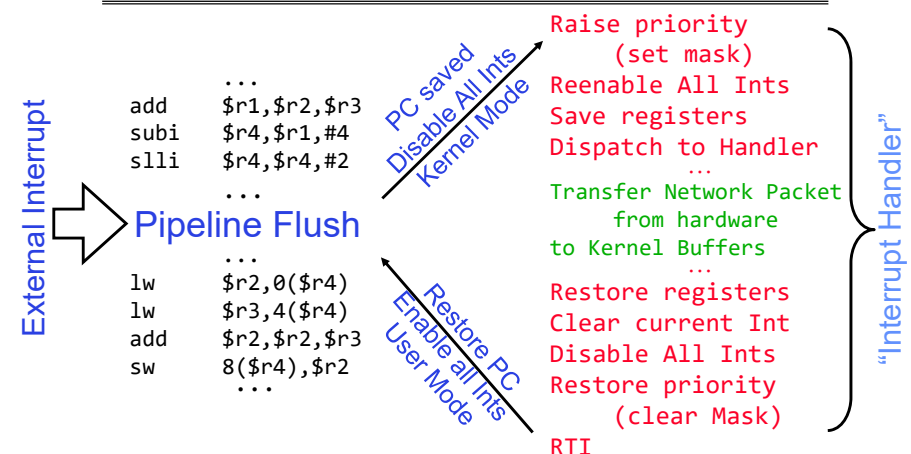 External Interrupt
...
add $r1,$r2,$r3
subi $r4,$r1,#4
slli $r4,$r4,#2
...
Pipeline Flush
...
lw $r2,0($r4)
lw $r3,4($r4)
add $r2,$r2,$r3
sw 8($r4),$r2
...
PC saved
Disable All Ints
Kernel Mode
Raise priority
(set mask)
Reenable All Ints
Save registers
Dispatch to Handler
...
Transfer Network Packet
from hardware
to Kernel Buffers
...
Restore registers
Clear current Int
Disable All Ints
Restore priority
(clear Mask)
RTI
Restore PC
Enable all Ints
User Mode
“Interrupt Handler”